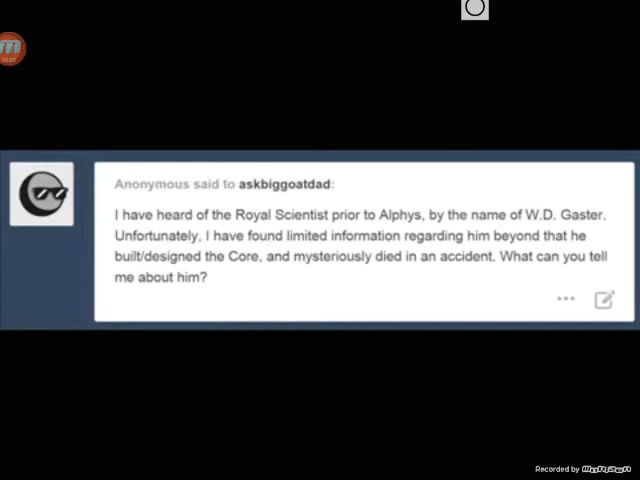 Anonymous said to askbiggoatdad:
I have heard of the Royal Scientist prior to Alphys, by the name of W.D. Gaster.
Unfortunately, I have found limited information regarding him beyond that he
built/designed the Core, and mysteriously died in an accident. What can you tell
me about him?
Recorded by Mobizen